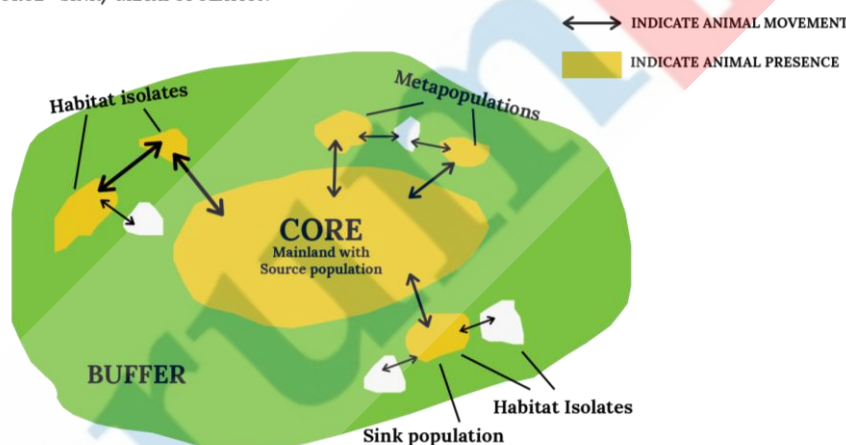 INDICATE ANIMAL MOVEMENT
INDICATE ANIMAL PRESENCE
Habitat isolates
Metapopulations
CORE
Mainland with
Source population
BUFFER
Habitat Isolates
Sink population